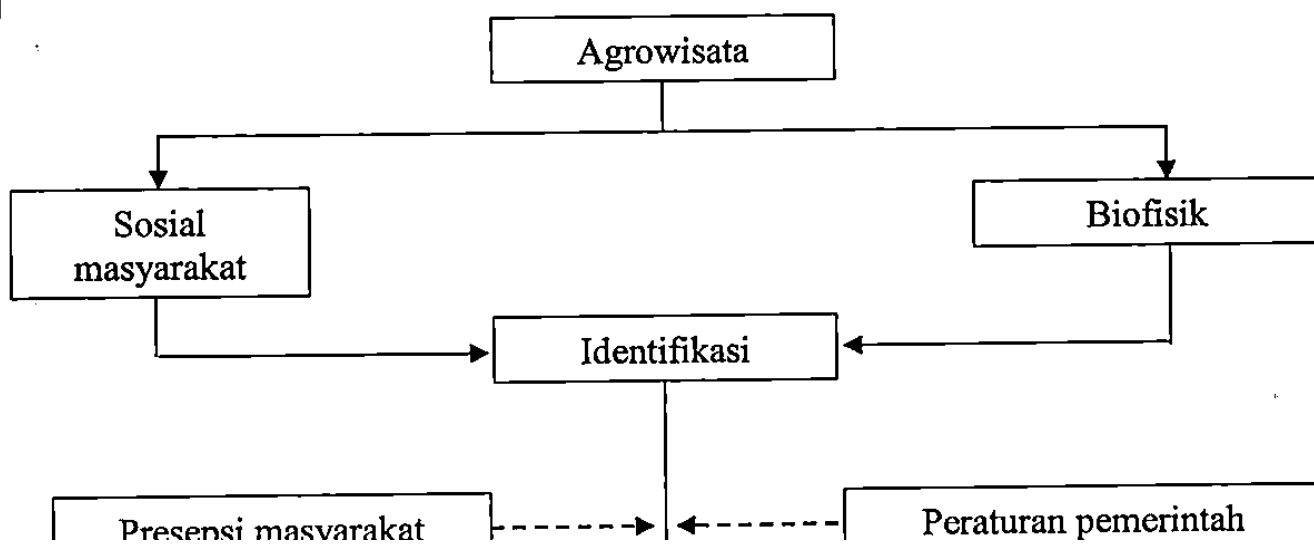 Agrowisata
Sosial
masyarakat
Biofisik
Identifikasi
Presepsi masyarakat
Peraturan pemerintah